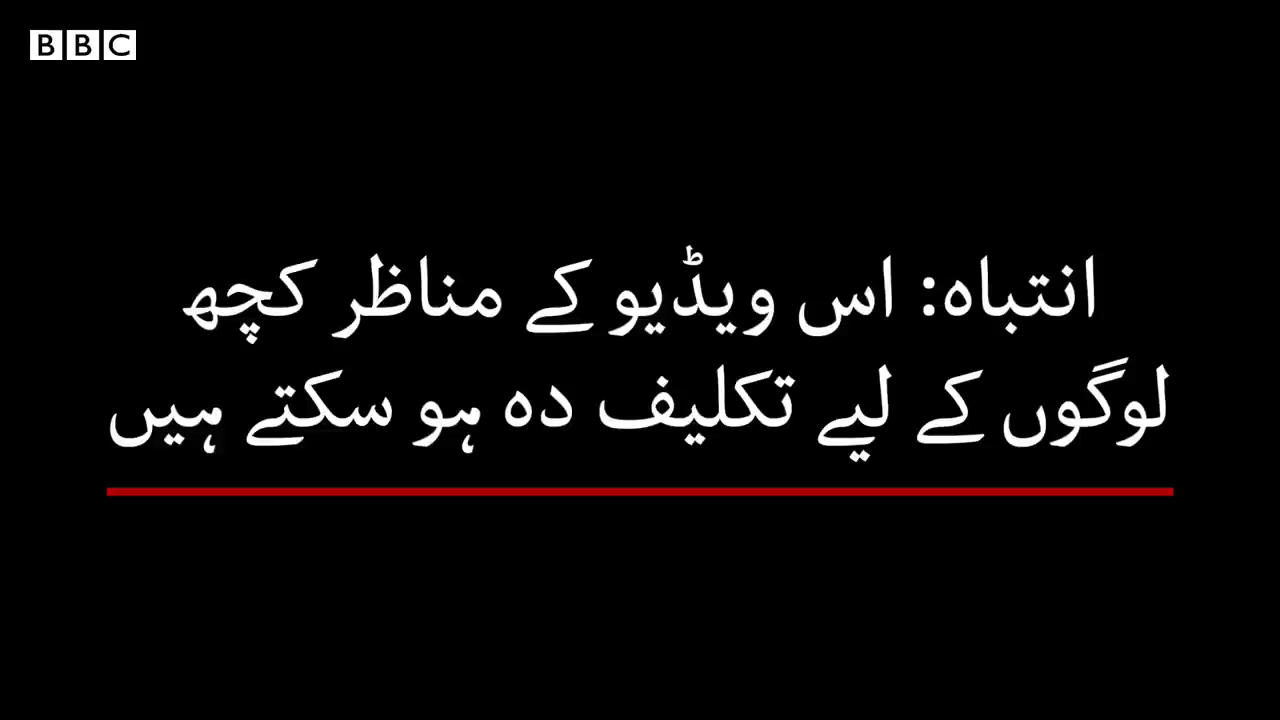 BBC
انتباہ: اس ویڈیو کے مناظر کچھ
لوگوں کے لیے تکلیف دہ ہو سکتے ہیں